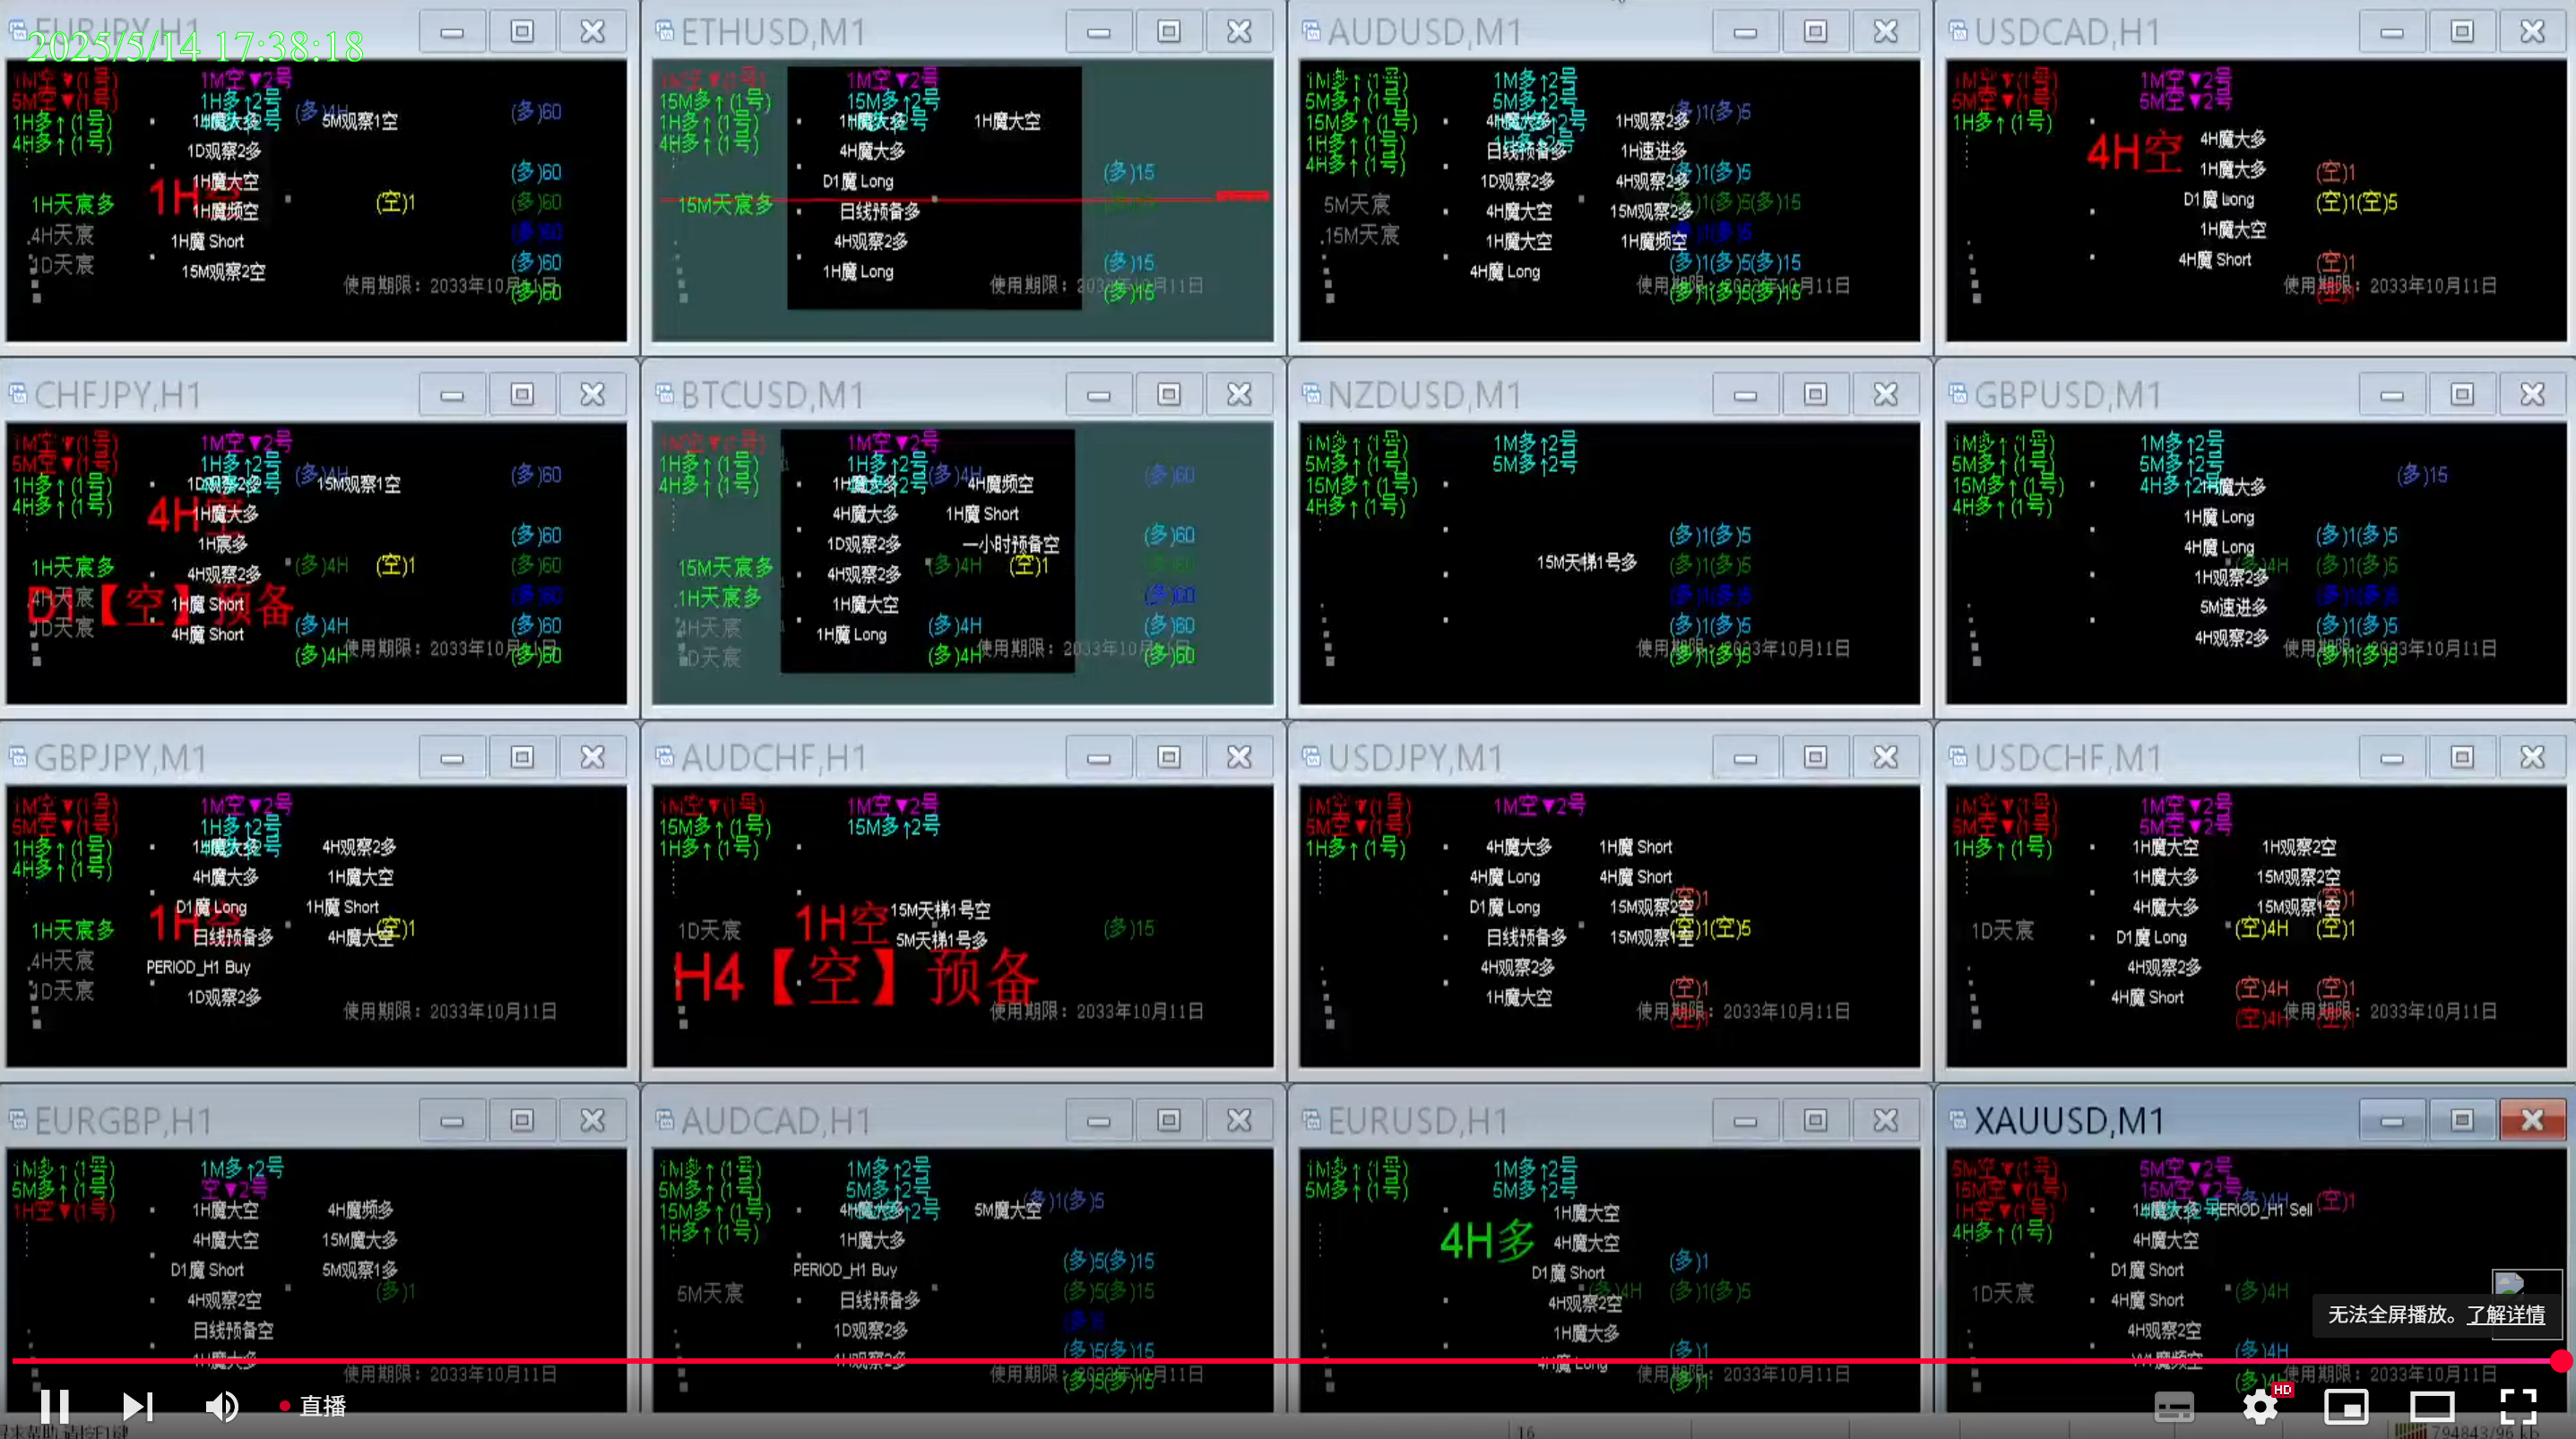 EURJPY,H1
2025/5/14 17:38:18
1M空▼(1号)
5M空▼(1号)
1H多↑(1号)
4H多↑(1号)
1M空▼2号
1H多↑2号
(多)4H
5M观察1空
(多)60
1D观察2多
1H魔大空
(多)60
1H天宸多
1H魔频空
(空)1
(多)60
4H天宸
1H魔 Short
(多)60
1D天宸
15M观察2空
(多)60
使用期限：2033年10月11日
(多)60
ETHUSD,M1
1M空▼(1号)
15M多↑(1号)
1H多↑(1号)
4H多↑(1号)
1M空▼2号
15M多↑2号
1H魔大多
1H魔大空
4H魔大多
D1魔 Long
(多)15
15M天宸多
日线预备多
4H观察2多
1H魔 Long
(多)15
使用期限：2033年10月11日
(多)15
AUDUSD,M1
1M多↑(1号)
5M多↑(1号)
15M多↑(1号)
1H多↑(1号)
4H多↑(1号)
1M多↑2号
5M多↑2号
(多)1(多)5
1H观察2多
日线预备多
1H速进多
1D观察2多
4H观察2多
(多)1(多)5
5M天宸
4H魔大空
15M观察2多
(多)1(多)5(多)15
15M天宸
1H魔大空
1H魔频空
(多)1(多)5
4H魔 Long
(多)1(多)5(多)15
使用期限：2033年10月11日
(多)1(多)5(多)15
USDCAD,H1
1M空▼(1号)
5M空▼(1号)
1H多↑(1号)
1M空▼2号
5M空▼2号
4H空
4H魔大多
1H魔大多
(空)1
D1魔 Long
(空)1(空)5
1H魔大空
4H魔 Short
(空)1
使用期限：2033年10月11日
(空)1
CHFJPY,H1
1M空▼(1号)
5M空▼(1号)
1H多↑(1号)
4H多↑(1号)
1M空▼2号
1H多↑2号
(多)4H
(多)60
1D观察2多
15M观察1空
4H空
1H魔大多
1H宸多
(多)60
1H天宸多
4H观察2多
(多)4H
(空)1
(多)60
4H天宸
【空】预备
1H魔 Short
(多)60
1D天宸
4H魔 Short
(多)4H
(多)60
使用期限：2033年10月11日
(多)4H
(多)60
BTCUSD,M1
1M空▼(1号)
1H多↑(1号)
4H多↑(1号)
1M空▼2号
1H多↑2号
(多)4H
(多)60
1H魔大多
4H魔频空
4H魔大多
1H魔 Short
1D观察2多
一小时预备空
(多)60
15M天宸多
4H观察2多
(多)4H
(空)1
(多)60
1H天宸多
1H魔大空
(多)60
4H天宸
1H魔 Long
(多)4H
(多)60
1D天宸
使用期限：2033年10月11日
(多)4H
(多)60
NZDUSD,M1
1M多↑(1号)
5M多↑(1号)
15M多↑(1号)
4H多↑(1号)
1M多↑2号
5M多↑2号
(多)1(多)5
15M天梯1号多
(多)1(多)5
(多)1(多)5
(多)1(多)5
使用期限：2033年10月11日
(多)1(多)5
GBPUSD,M1
1M多↑(1号)
5M多↑(1号)
15M多↑(1号)
4H多↑(1号)
1M多↑2号
5M多↑2号
4H多↑2号
(多)15
1H魔大多
1H魔 Long
4H魔 Long
(多)1(多)5
(多)4H
(多)1(多)5
1H观察2多
(多)1(多)5
5M速进多
(多)1(多)5
4H观察2多
使用期限：2033年10月11日
(多)1(多)5
GBPJPY,M1
1M空▼(1号)
5M空▼(1号)
1H多↑(1号)
4H多↑(1号)
1M空▼2号
1H多↑2号
1H魔大多
4H观察2多
4H魔大多
1H魔大空
D1魔 Long
1H魔 Short
1H空
1H天宸多
日线预备多
4H魔大空
(空)1
4H天宸
PERIOD_H1 Buy
1D天宸
1D观察2多
使用期限：2033年10月11日
AUDCHF,H1
1M空▼(1号)
15M多↑(1号)
1H多↑(1号)
1M空▼2号
15M多↑2号
1H空
15M天梯1号空
1D天宸
5M天梯1号多
(多)15
H4【空】预备
使用期限：2033年10月11日
USDJPY,M1
1M空▼(1号)
5M空▼(1号)
1H多↑(1号)
1M空▼2号
4H魔大多
1H魔 Short
4H魔 Long
4H魔 Short
(空)1
D1魔 Long
15M观察2空
(空)1(空)5
日线预备多
15M观察1空
4H观察2多
(空)1
1H魔大空
使用期限：2033年10月11日
(空)1
USDCHF,M1
1M空▼(1号)
5M空▼(1号)
1H多↑(1号)
1M空▼2号
5M空▼2号
1H魔大空
1H观察2空
1H魔大多
15M观察2空
(空)1
4H魔大多
15M观察1空
1D天宸
D1魔 Long
(空)4H
(空)1
4H观察2多
4H魔 Short
(空)4H
(空)1
使用期限：2033年10月11日
(空)4H
EURGBP,H1
1M多↑(1号)
5M多↑(1号)
1H空▼(1号)
1M多↑2号
空▼2号
1H魔大空
4H魔频多
4H魔大空
15M魔大多
D1魔 Short
5M观察1多
(多)1
4H观察2空
日线预备空
1H魔大多
使用期限：2033年10月11日
AUDCAD,H1
1M多↑(1号)
5M多↑(1号)
15M多↑(1号)
1H多↑(1号)
1M多↑2号
5M多↑2号
(多)1(多)5
4H魔大多
5M魔大空
1H魔大多
(多)5(多)15
PERIOD_H1 Buy
5M天宸
日线预备多
(多)5(多)15
1D观察2多
(多)5(多)15
1H观察2多
使用期限：2033年10月11日
(多)5(多)15
EURUSD,H1
1M多↑(1号)
5M多↑(1号)
1M多↑2号
5M多↑2号
4H多
1H魔大空
4H魔大空
(多)1
D1魔 Short
(多)4H
(多)1(多)5
4H观察2空
1H魔大多
(多)1
4H魔 Long
使用期限：2033年10月11日
(多)1
XAUUSD,M1
5M空▼(1号)
15M空▼(1号)
1H空▼(1号)
4H多↑(1号)
5M空▼2号
15M空▼2号
(多)4H
(空)1
1H魔大多
PERIOD_H1 Sell
4H魔大空
D1魔 Short
1D天宸
4H魔 Short
(多)4H
4H观察2空
(多)4H
使用期限：2033年10月11日
无法全屏播放。了解详情
直播
HD
16
794843/96 kb